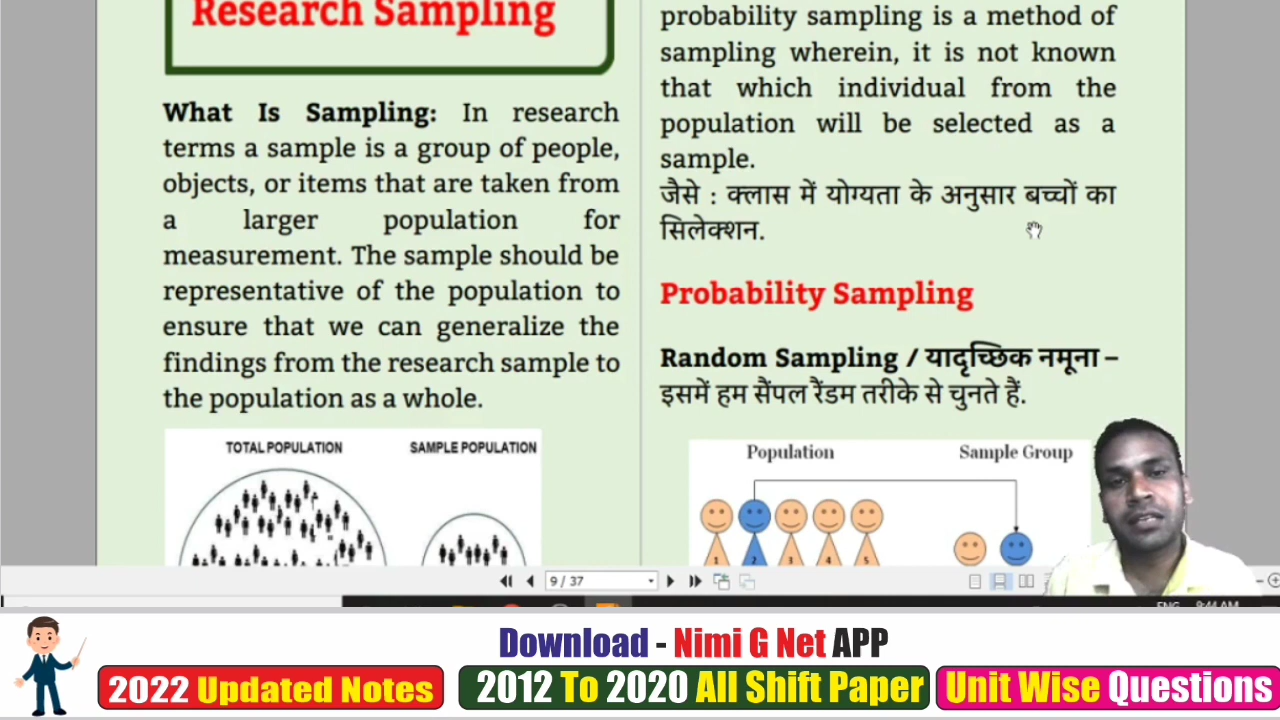 Research Sampling
What Is Sampling: In research
terms a sample is a group of people,
objects, or items that are taken from
a larger population for
measurement. The sample should be
representative of the population to
ensure that we can generalize the
findings from the research sample to
the population as a whole.
TOTAL POPULATION SAMPLE POPULATION
probability sampling is a method of
sampling wherein, it is not known
that which individual from the
population will be selected as a
sample.
जैसे : क्लास में योग्यता के अनुसार बच्चों का
सिलेक्शन.
Probability Sampling
Random Sampling / यादृच्छिक नमूना –
इसमें हम सैंपल रैंडम तरीके से चुनते हैं.
Population Sample Group
1 2 3 4 5
9 / 37
ENG 9:44 AM
Download - Nimi G Net APP
2022 Updated Notes
2012 To 2020 All Shift Paper
Unit Wise Questions